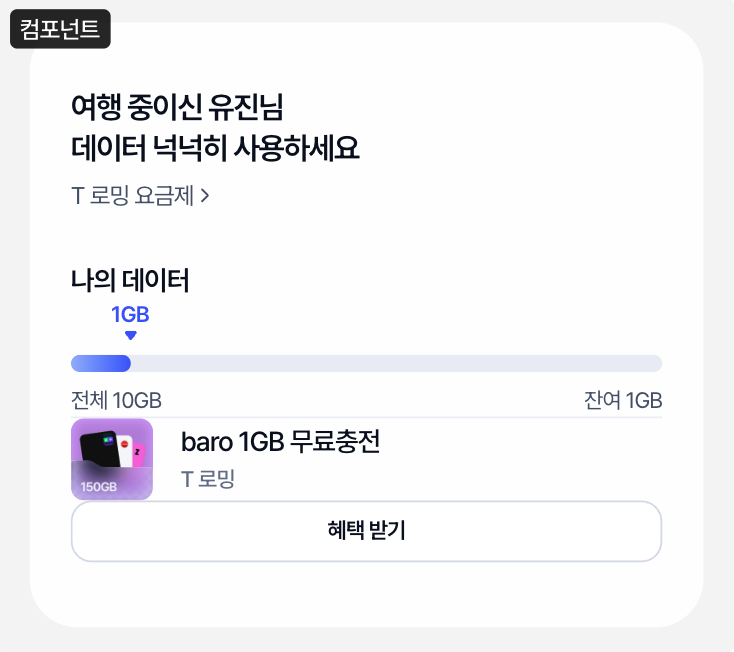 컴포넌트
여행 중이신 유진님
데이터 넉넉히 사용하세요
T 로밍 요금제 >
나의 데이터
1GB
전체 10GB
잔여 1GB
baro 1GB 무료충전
T 로밍
150GB
혜택 받기